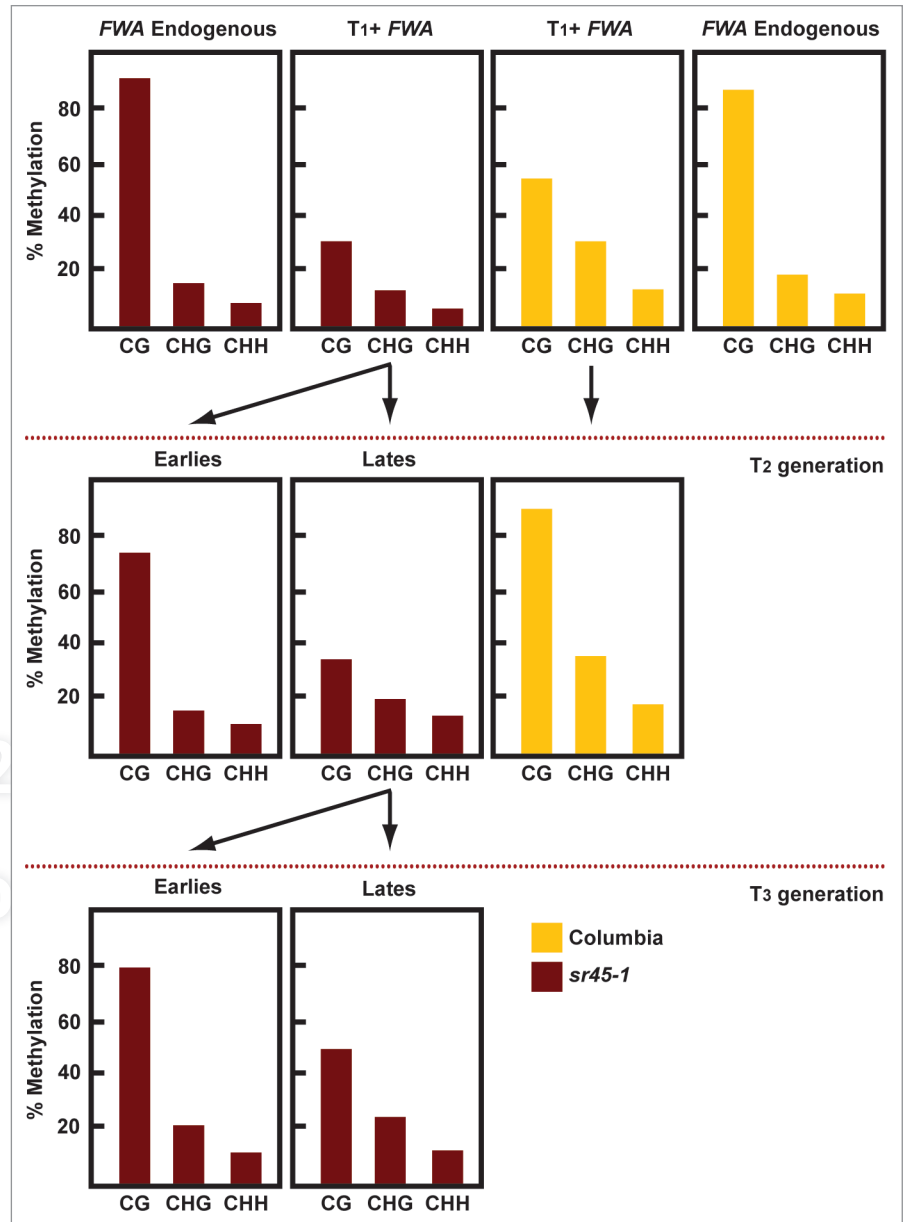 FWA Endogenous T1+ FWA T1+ FWA FWA Endogenous
% Methylation
80
60
40
20
CG CHG CHH CG CHG CHH CG CHG CHH CG CHG CHH
Earlies Lates T2 generation
% Methylation
80
60
40
20
CG CHG CHH CG CHG CHH CG CHG CHH
Earlies Lates T3 generation
% Methylation
80
60
40
20
Columbia
sr45-1
CG CHG CHH CG CHG CHH